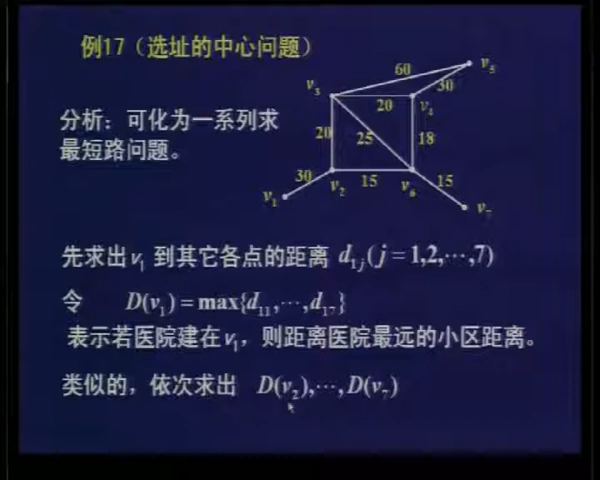 例17（选址的中心问题）
分析：可化为一系列求
最短路问题。
v₃
60
v₅
30
20
v₄
20
25
18
30
v₁
v₂
15
v₆
15
v₇
先求出v₁ 到其它各点的距离 d₁ⱼ(j=1,2,⋯,7)
令 D(v₁)=max{d₁₁,⋯,d₁₇}
表示若医院建在v₁，则距离医院最远的小区距离。
类似的，依次求出 D(v₂),⋯,D(v₇)